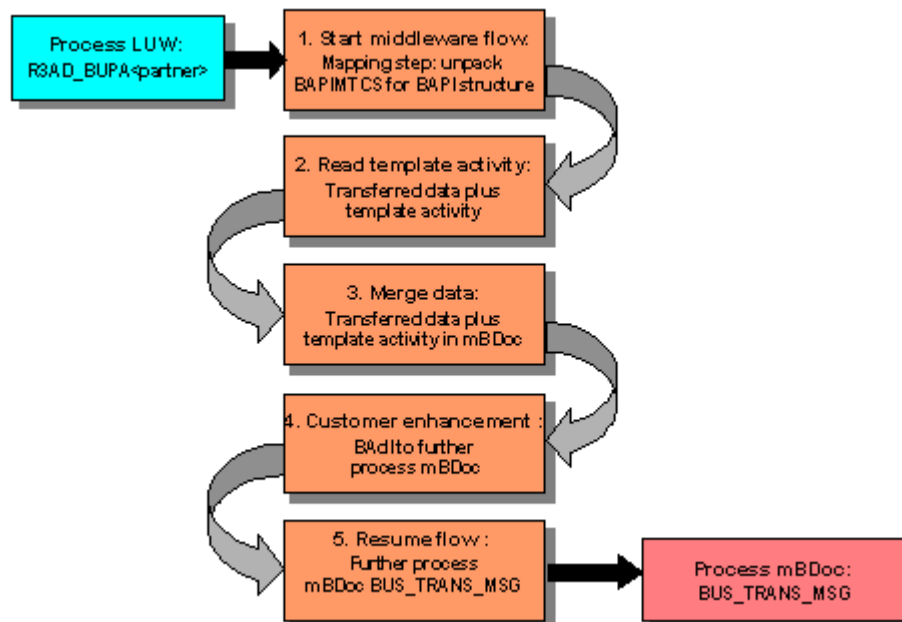 Process LUW:
R3AD_BUPA<partner>
1. Start middleware flow:
Mapping step: unpack
BAPIMTCS for BAPI structure
2. Read template activity:
Transferred data plus
template activity
3. Merge data:
Transferred data plus
template activity in mBDoc
4. Customer enhancement :
BAdI to further
process mBDoc
5. Resume flow :
Further process
mBDoc BUS_TRANS_MSG
Process mBDoc:
BUS_TRANS_MSG